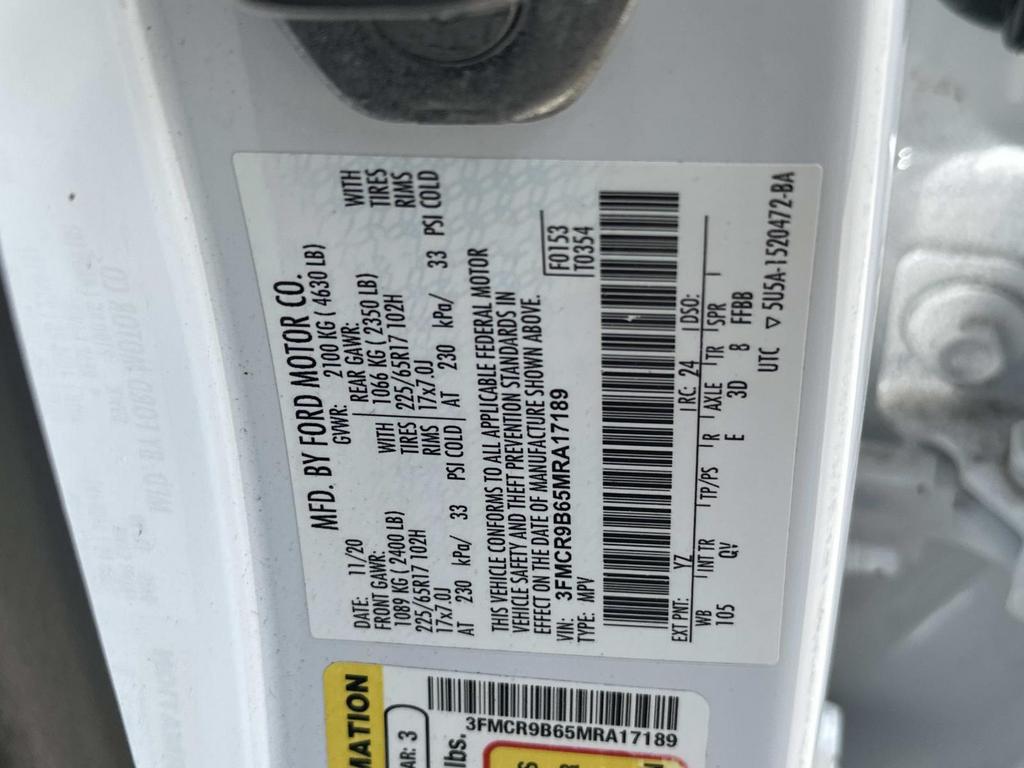 MFD. BY FORD MOTOR CO.
DATE: 11/20 GVWR: 2100 KG ( 4630 LB)
FRONT GAWR: REAR GAWR:
1089 KG ( 2400 LB) WITH 1066 KG ( 2350 LB) WITH
225/65R17 102H TIRES 225/65R17 102H TIRES
17x7.0J RIMS 17x7.0J RIMS
AT 230 kPa/ 33 PSI COLD AT 230 kPa/ 33 PSI COLD
THIS VEHICLE CONFORMS TO ALL APPLICABLE FEDERAL MOTOR
VEHICLE SAFETY AND THEFT PREVENTION STANDARDS IN
EFFECT ON THE DATE OF MANUFACTURE SHOWN ABOVE.
VIN: 3FMCR9B65MRA17189 F0153
TYPE: MPV T0354
EXT PNT: YZ RC: 24 DSO:
WB INT TR TP/PS R AXLE TR SPR
105 QV E 3D 8 FFBB
UTC ▽ 5U5A-1520472-BA
MATION
AR: 3
lbs.
3FMCR9B65MRA17189